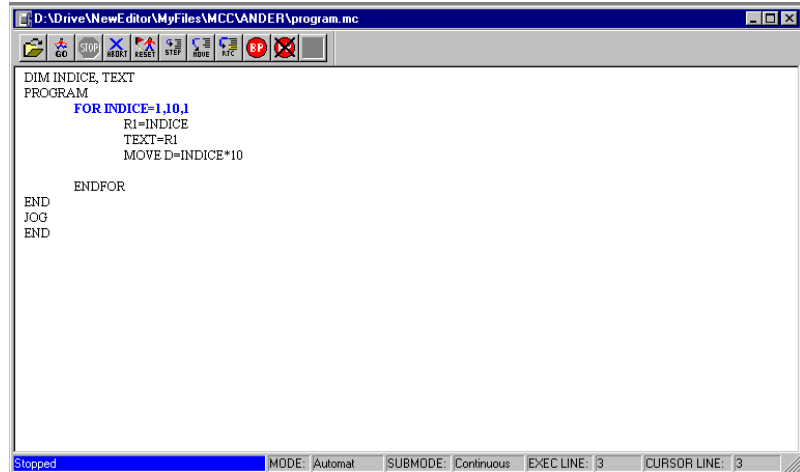 D:\Drive\NewEditor\MyFiles\MCC\ANDER\program.mc
GO STOP ABORT RESET STEP MOVE RTC BP
DIM INDICE, TEXT
PROGRAM
FOR INDICE=1,10,1
R1=INDICE
TEXT=R1
MOVE D=INDICE*10
ENDFOR
END
JOG
END
Stopped MODE: Automat SUBMODE: Continuous EXEC LINE: 3 CURSOR LINE: 3